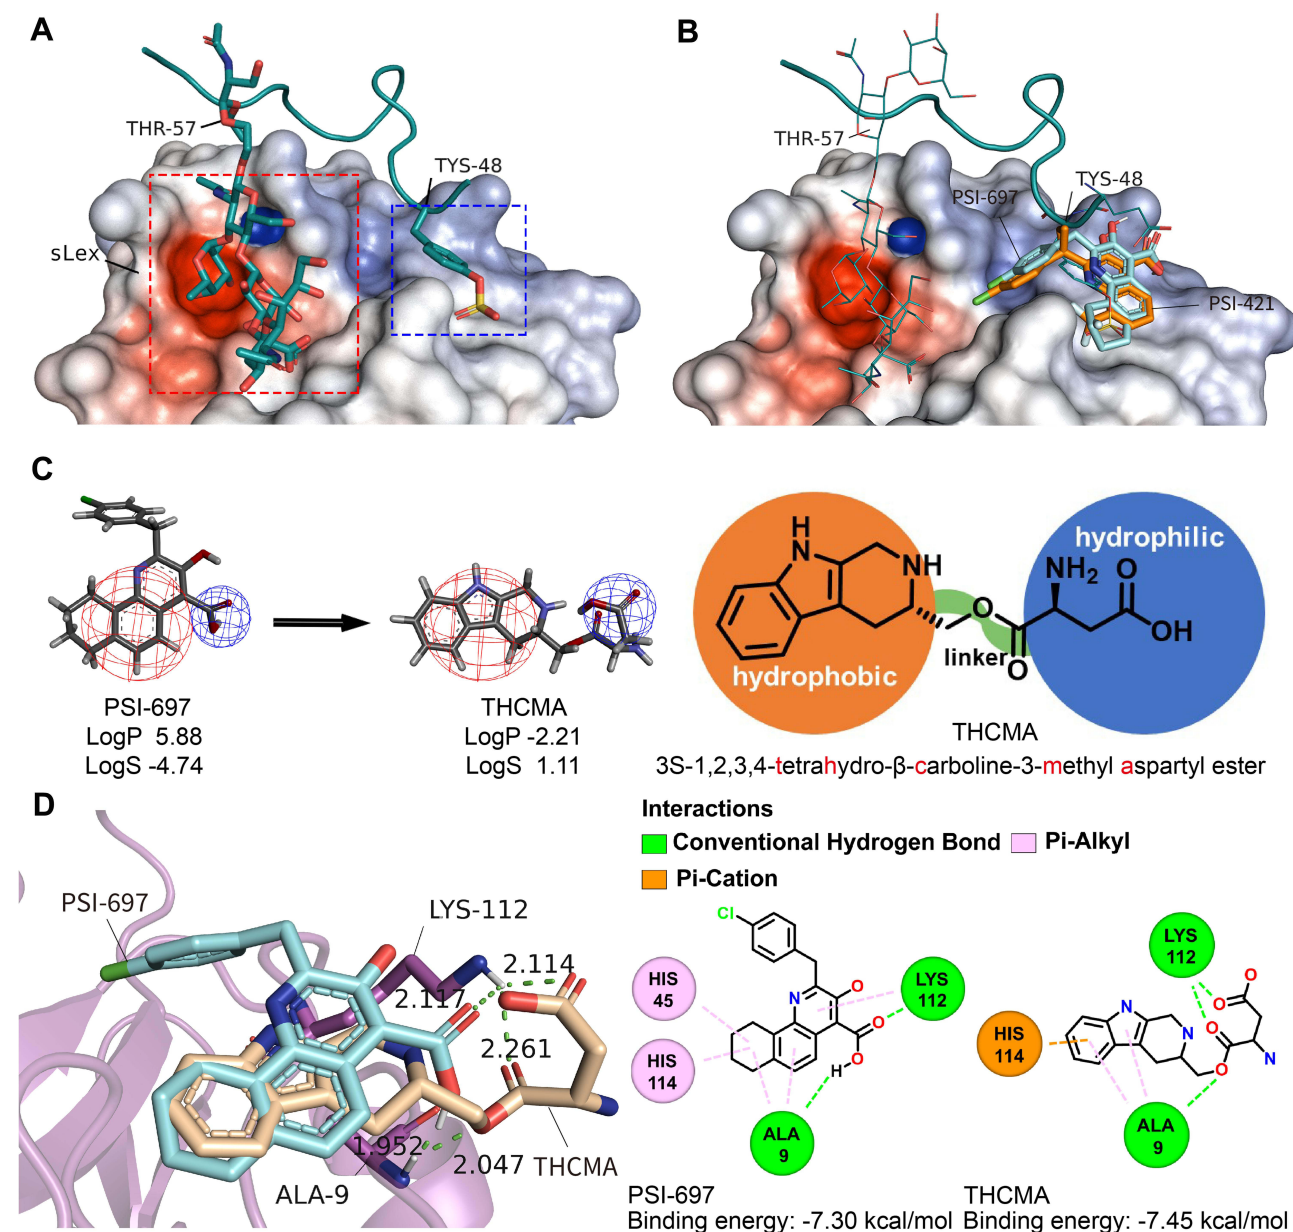 A
THR-57
TYS-48
sLex
B
THR-57
TYS-48
PSI-697
PSI-421
C
PSI-697
LogP 5.88
LogS -4.74
THCMA
LogP -2.21
LogS 1.11
H
N
NH
O
O
NH2
O
OH
hydrophobic
linker
hydrophilic
THCMA
3S-1,2,3,4-tetrahydro-β-carboline-3-methyl aspartyl ester
D
PSI-697
LYS-112
2.114
2.117
2.261
1.952
2.047
THCMA
ALA-9
Interactions
Conventional Hydrogen Bond
Pi-Alkyl
Pi-Cation
Cl
N
O
O
O
H
HIS
45
HIS
114
LYS
112
ALA
9
PSI-697
Binding energy: -7.30 kcal/mol
LYS
112
HIS
114
N
N
O
O
O
O
N
ALA
9
THCMA
Binding energy: -7.45 kcal/mol